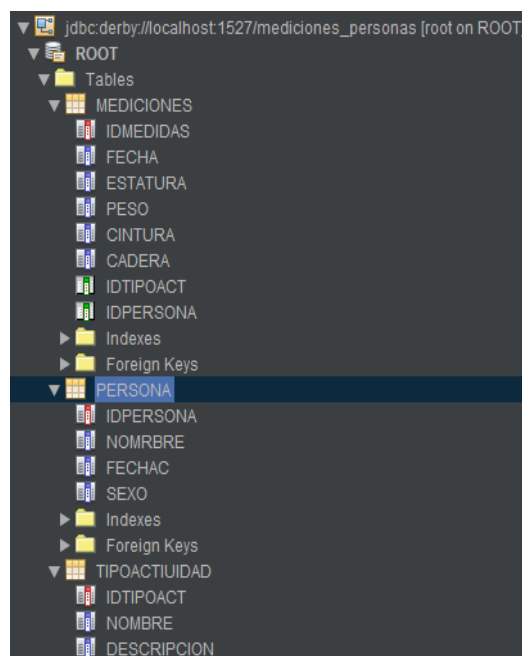 jdbc:derby://localhost:1527/mediciones_personas [root on ROOT]
ROOT
Tables
MEDICIONES
IDMEDIDAS
FECHA
ESTATURA
PESO
CINTURA
CADERA
IDTIPOACT
IDPERSONA
Indexes
Foreign Keys
PERSONA
IDPERSONA
NOMRBRE
FECHAC
SEXO
Indexes
Foreign Keys
TIPOACTIUIDAD
IDTIPOACT
NOMBRE
DESCRIPCION